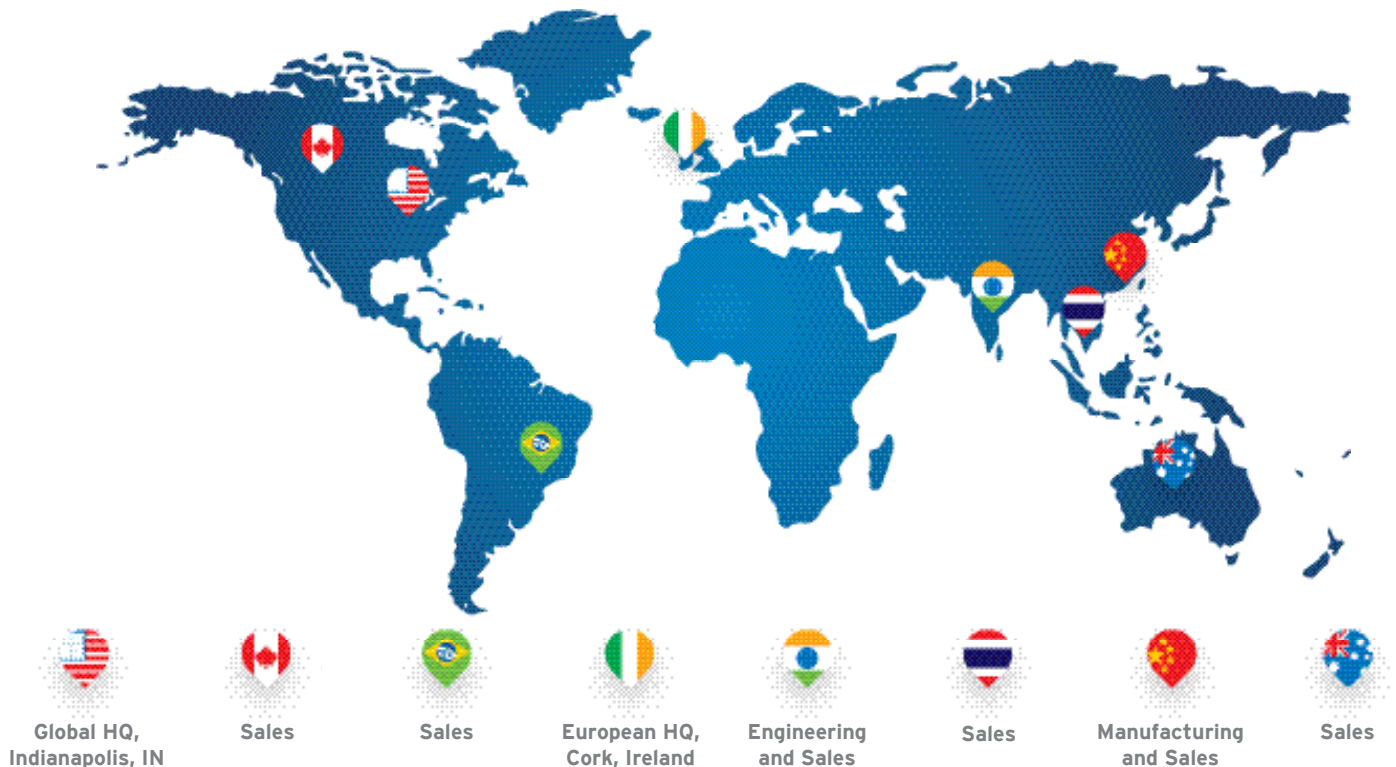 Global HQ,
Indianapolis, IN
Sales
Sales
European HQ,
Cork, Ireland
Engineering
and Sales
Sales
Manufacturing
and Sales
Sales